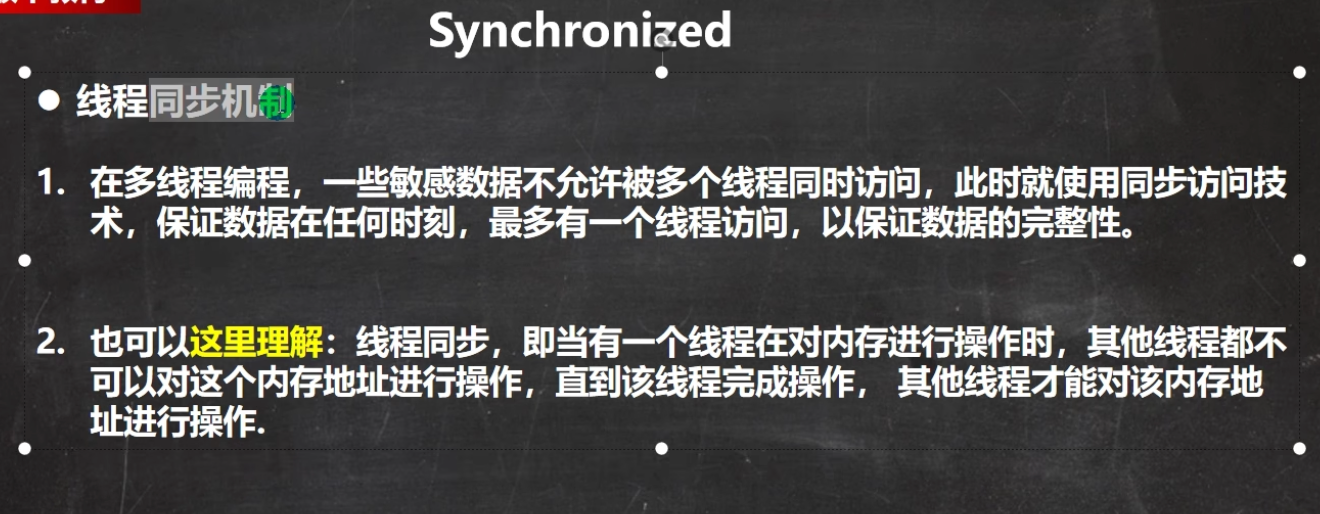 Synchronized
● 线程同步机制
1. 在多线程编程，一些敏感数据不允许被多个线程同时访问，此时就使用同步访问技
术，保证数据在任何时刻，最多有一个线程访问，以保证数据的完整性。
2. 也可以这里理解：线程同步，即当有一个线程在对内存进行操作时，其他线程都不
可以对这个内存地址进行操作，直到该线程完成操作， 其他线程才能对该内存地
址进行操作.